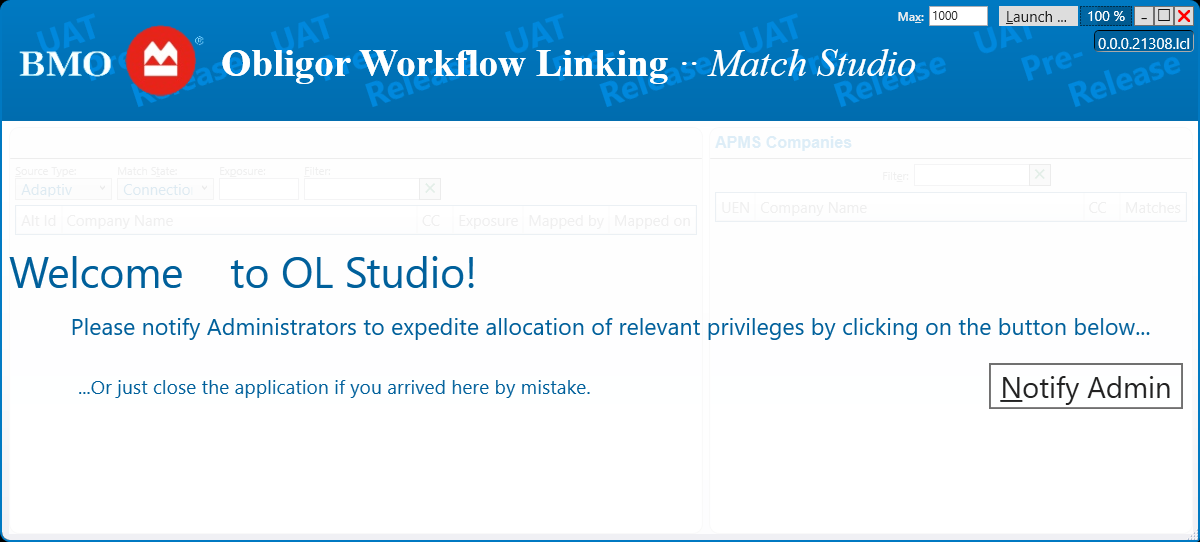 Max: 1000 Launch ... 100 %
0.0.0.21308.lcl
BMO ® Obligor Workflow Linking ·· Match Studio
UAT Release
UAT Release
UAT Release
UAT Release
UAT Pre-Release
APMS Companies
Source Type: Match State: Exposure: Filter:
Adaptiv Connection
Filter:
Alt Id Company Name CC Exposure Mapped by Mapped on
UEN Company Name CC Matches
Welcome to OL Studio!
Please notify Administrators to expedite allocation of relevant privileges by clicking on the button below...
...Or just close the application if you arrived here by mistake.
Notify Admin